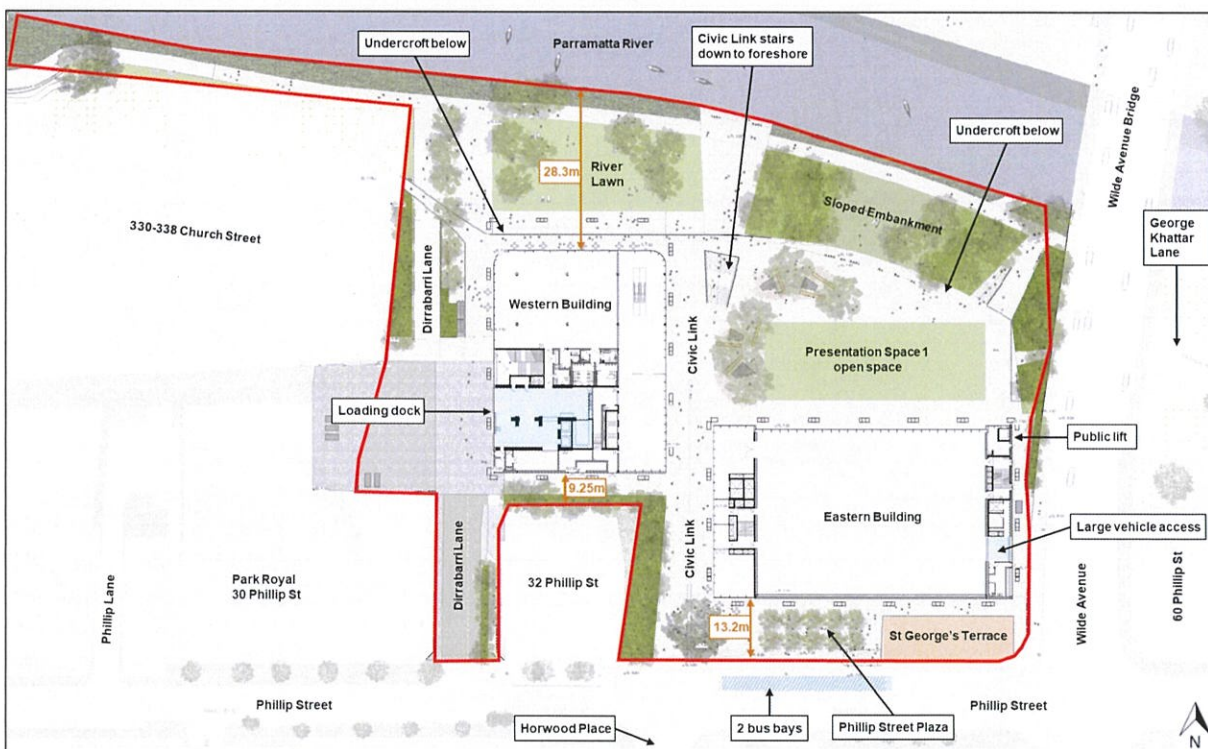 Undercroft below
Parramatta River
Civic Link stairs
down to foreshore
Wilde Avenue Bridge
Undercroft below
28.3m
River
Lawn
Sloped Embankment
George
Khattar
Lane
330-338 Church Street
Dirrabarri Lane
Western Building
Civic Link
Presentation Space 1
open space
Loading dock
Public lift
9.25m
Eastern Building
Large vehicle access
Civic Link
Phillip Lane
Park Royal
30 Phillip St
Dirrabarri Lane
32 Phillip St
13.2m
St George's Terrace
Wilde Avenue
60 Phillip St
Phillip Street
Horwood Place
2 bus bays
Phillip Street Plaza
Phillip Street
N